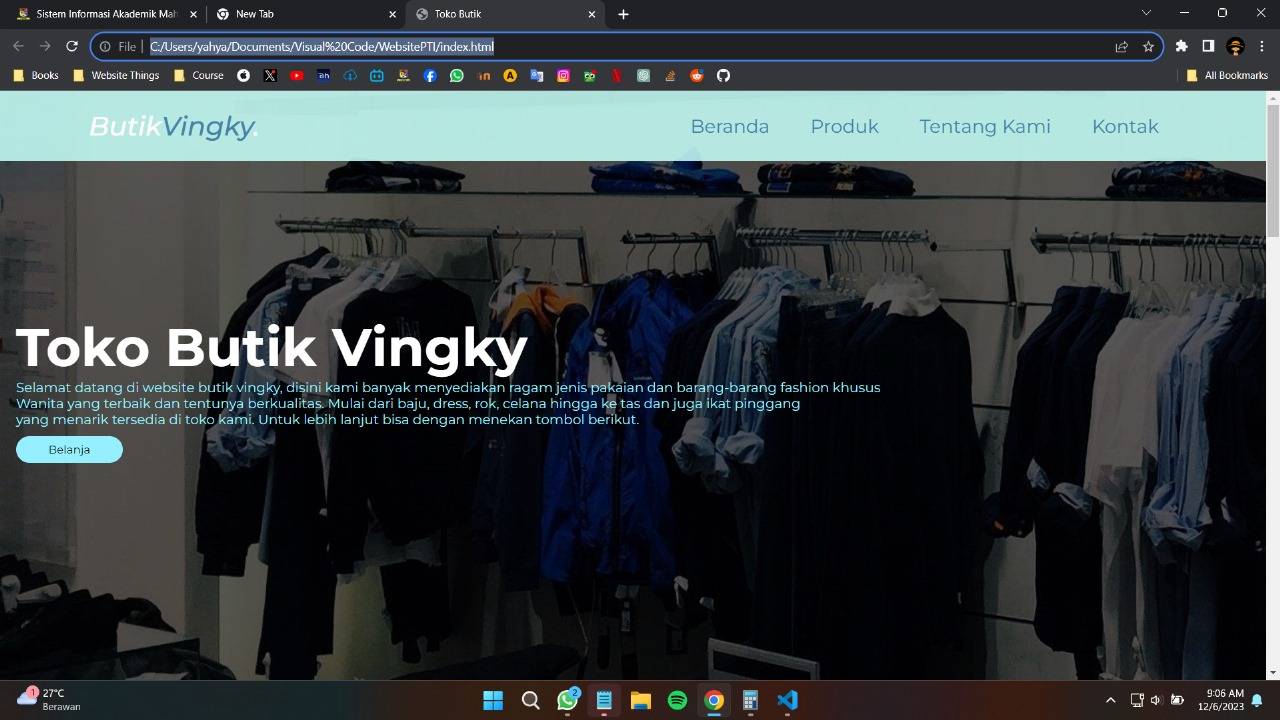 Sistem Informasi Akademik Mah
New Tab
Toko Butik
File
C:/Users/yahya/Documents/Visual%20Code/WebsitePTI/index.html
Books
Website Things
Course
All Bookmarks
ButikVingky.
Beranda
Produk
Tentang Kami
Kontak
Toko Butik Vingky
Selamat datang di website butik vingky, disini kami banyak menyediakan ragam jenis pakaian dan barang-barang fashion khusus
Wanita yang terbaik dan tentunya berkualitas. Mulai dari baju, dress, rok, celana hingga ke tas dan juga ikat pinggang
yang menarik tersedia di toko kami. Untuk lebih lanjut bisa dengan menekan tombol berikut.
Belanja
1
27°C
Berawan
2
9:06 AM
12/6/2023